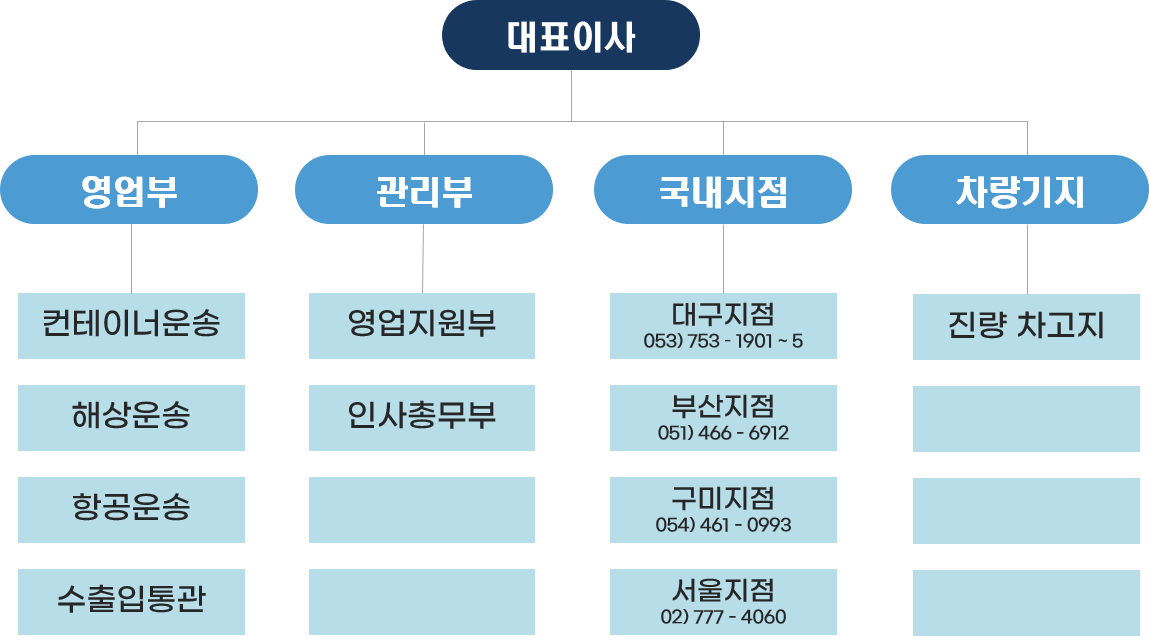 대표이사
영업부
관리부
국내지점
차량기지
컨테이너운송
해상운송
항공운송
수출입통관
영업지원부
인사총무부
대구지점
053) 753 - 1901 ~ 5
부산지점
051) 466 - 6912
구미지점
054) 461 - 0993
서울지점
02) 777 - 4060
진량 차고지